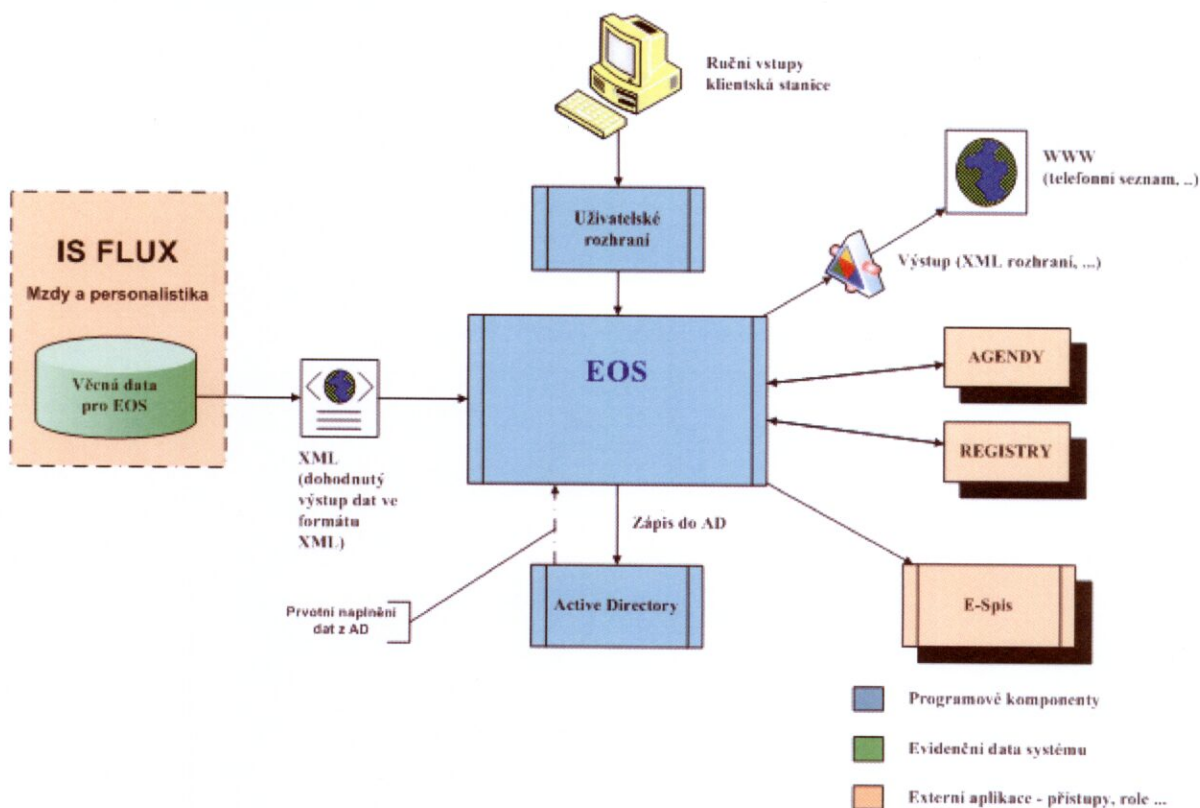 Ruční vstupy
klientská stanice
WWW
(telefonní seznam, ..)
Uživatelské
rozhraní
Výstup (XML rozhraní, ...)
IS FLUX
Mzdy a personalistika
Věcná data
pro EOS
EOS
AGENDY
REGISTRY
XML
(dohodnutý
výstup dat ve
formátu
XML)
Zápis do AD
Prvotní naplnění
dat z AD
Active Directory
E-Spis
Programové komponenty
Evidenční data systému
Externí aplikace - přístupy, role ...